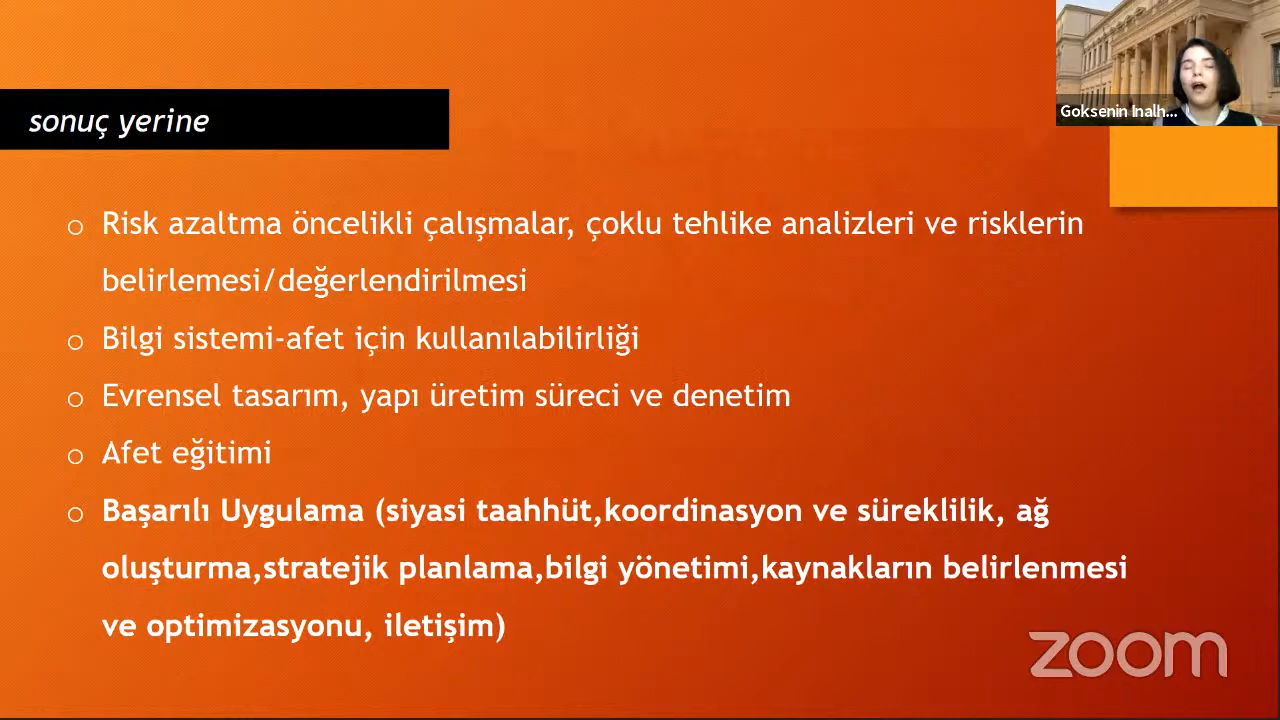 sonuç yerine
Goksenin Inalh...
Risk azaltma öncelikli çalışmalar, çoklu tehlike analizleri ve risklerin
belirlemesi/değerlendirilmesi
Bilgi sistemi-afet için kullanılabilirliği
Evrensel tasarım, yapı üretim süreci ve denetim
Afet eğitimi
Başarılı Uygulama (siyasi taahhüt,koordinasyon ve süreklilik, ağ
oluşturma,stratejik planlama,bilgi yönetimi,kaynakların belirlenmesi
ve optimizasyonu, iletişim)
zoom